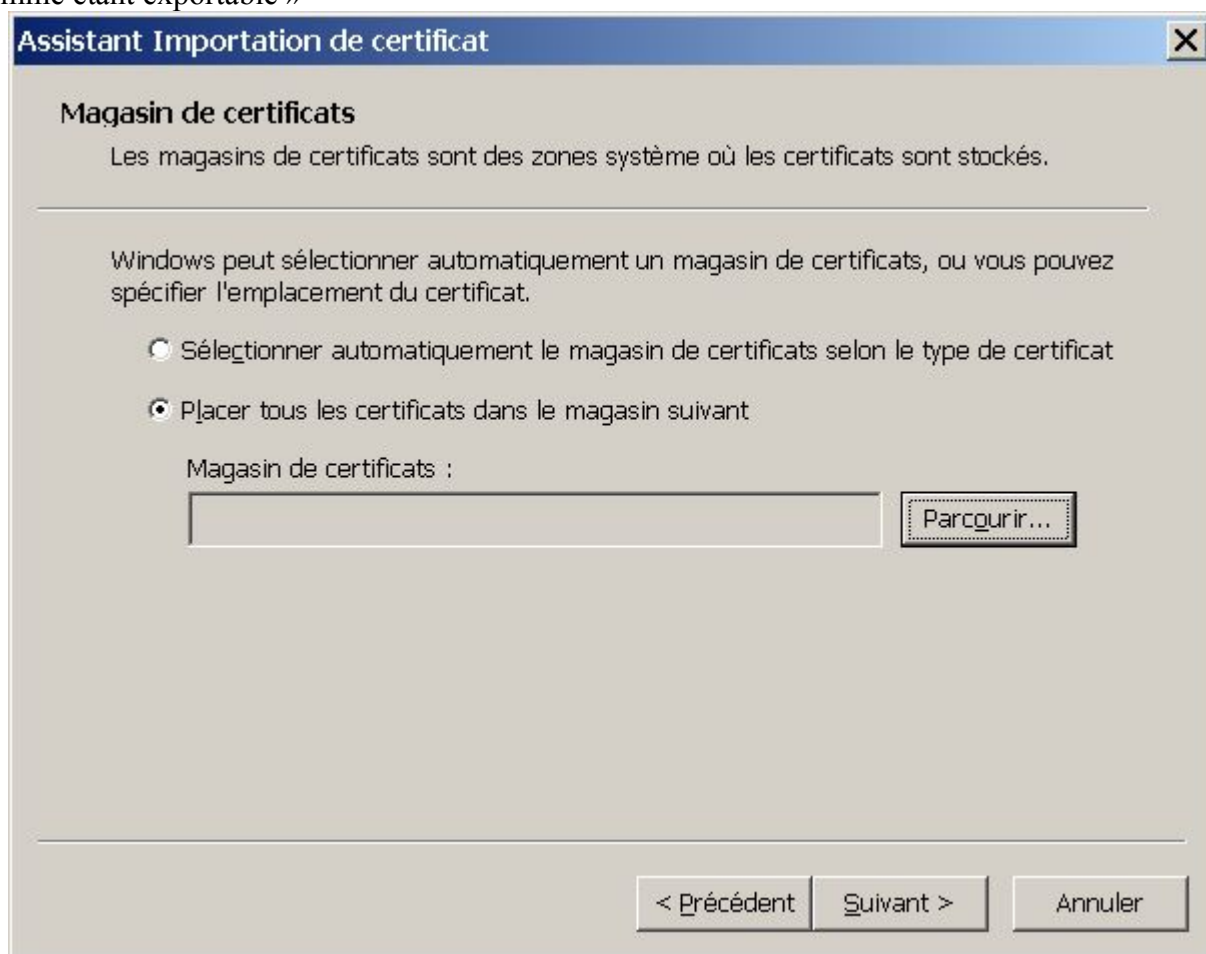 étant exportable »
Assistant Importation de certificat
Magasin de certificats
Les magasins de certificats sont des zones système où les certificats sont stockés.
Windows peut sélectionner automatiquement un magasin de certificats, ou vous pouvez
spécifier l'emplacement du certificat.
Sélectionner automatiquement le magasin de certificats selon le type de certificat
Placer tous les certificats dans le magasin suivant
Magasin de certificats :
Parcourir...
< Précédent
Suivant >
Annuler